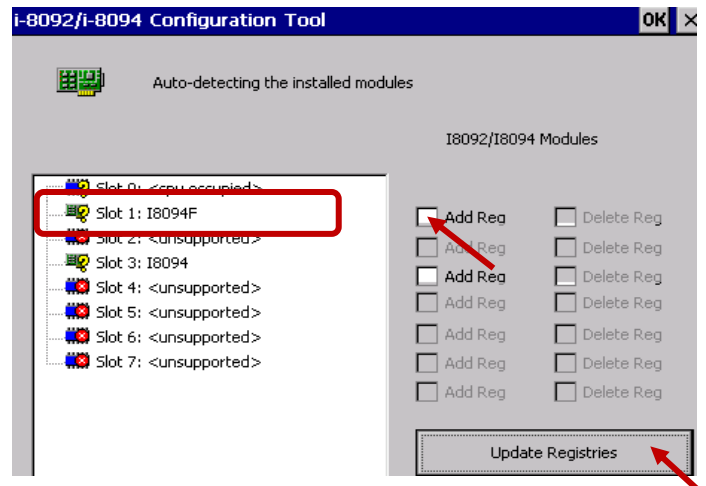 i-8092/i-8094 Configuration Tool OK ×
Auto-detecting the installed modules
I8092/I8094 Modules
Slot 0: <cpu occupied>
Slot 1: I8094F
Add Reg Delete Reg
Slot 2: <unsupported>
Add Reg Delete Reg
Slot 3: I8094
Add Reg Delete Reg
Slot 4: <unsupported>
Add Reg Delete Reg
Slot 5: <unsupported>
Add Reg Delete Reg
Slot 6: <unsupported>
Add Reg Delete Reg
Slot 7: <unsupported>
Add Reg Delete Reg
Update Registries